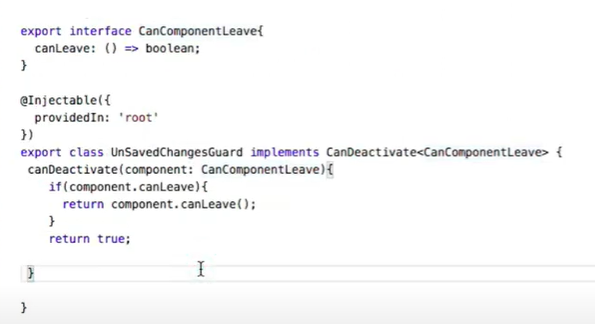 export interface CanComponentLeave{
canLeave: () => boolean;
}
@Injectable({
providedIn: 'root'
})
export class UnSavedChangesGuard implements CanDeactivate<CanComponentLeave> {
canDeactivate(component: CanComponentLeave){
if(component.canLeave){
return component.canLeave();
}
return true;
}
}